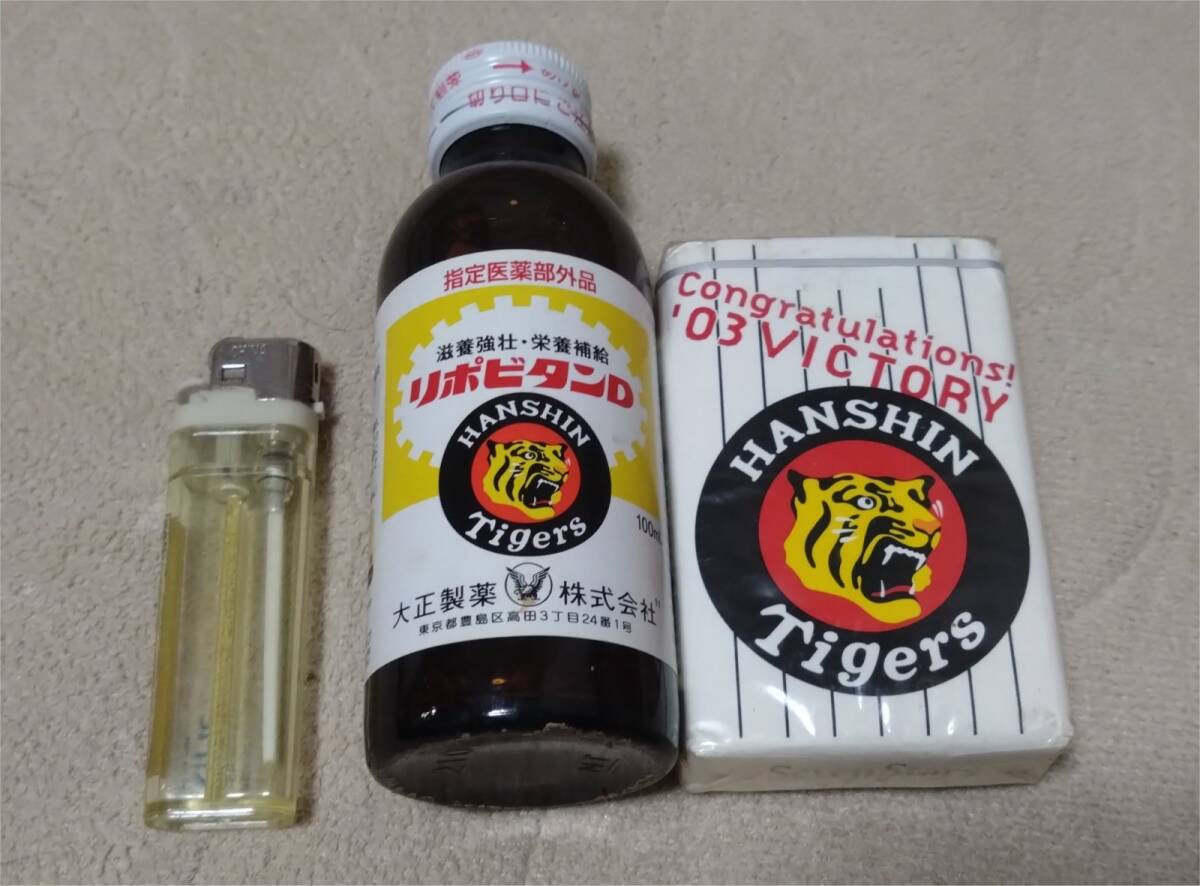 指定医薬部外品
滋養強壮・栄養補給
リポビタンD
HANSHIN
Tigers
100mL
大正製薬 株式会社
東京都豊島区高田3丁目24番1号
Congratulations!
'03 VICTORY
HANSHIN
Tigers